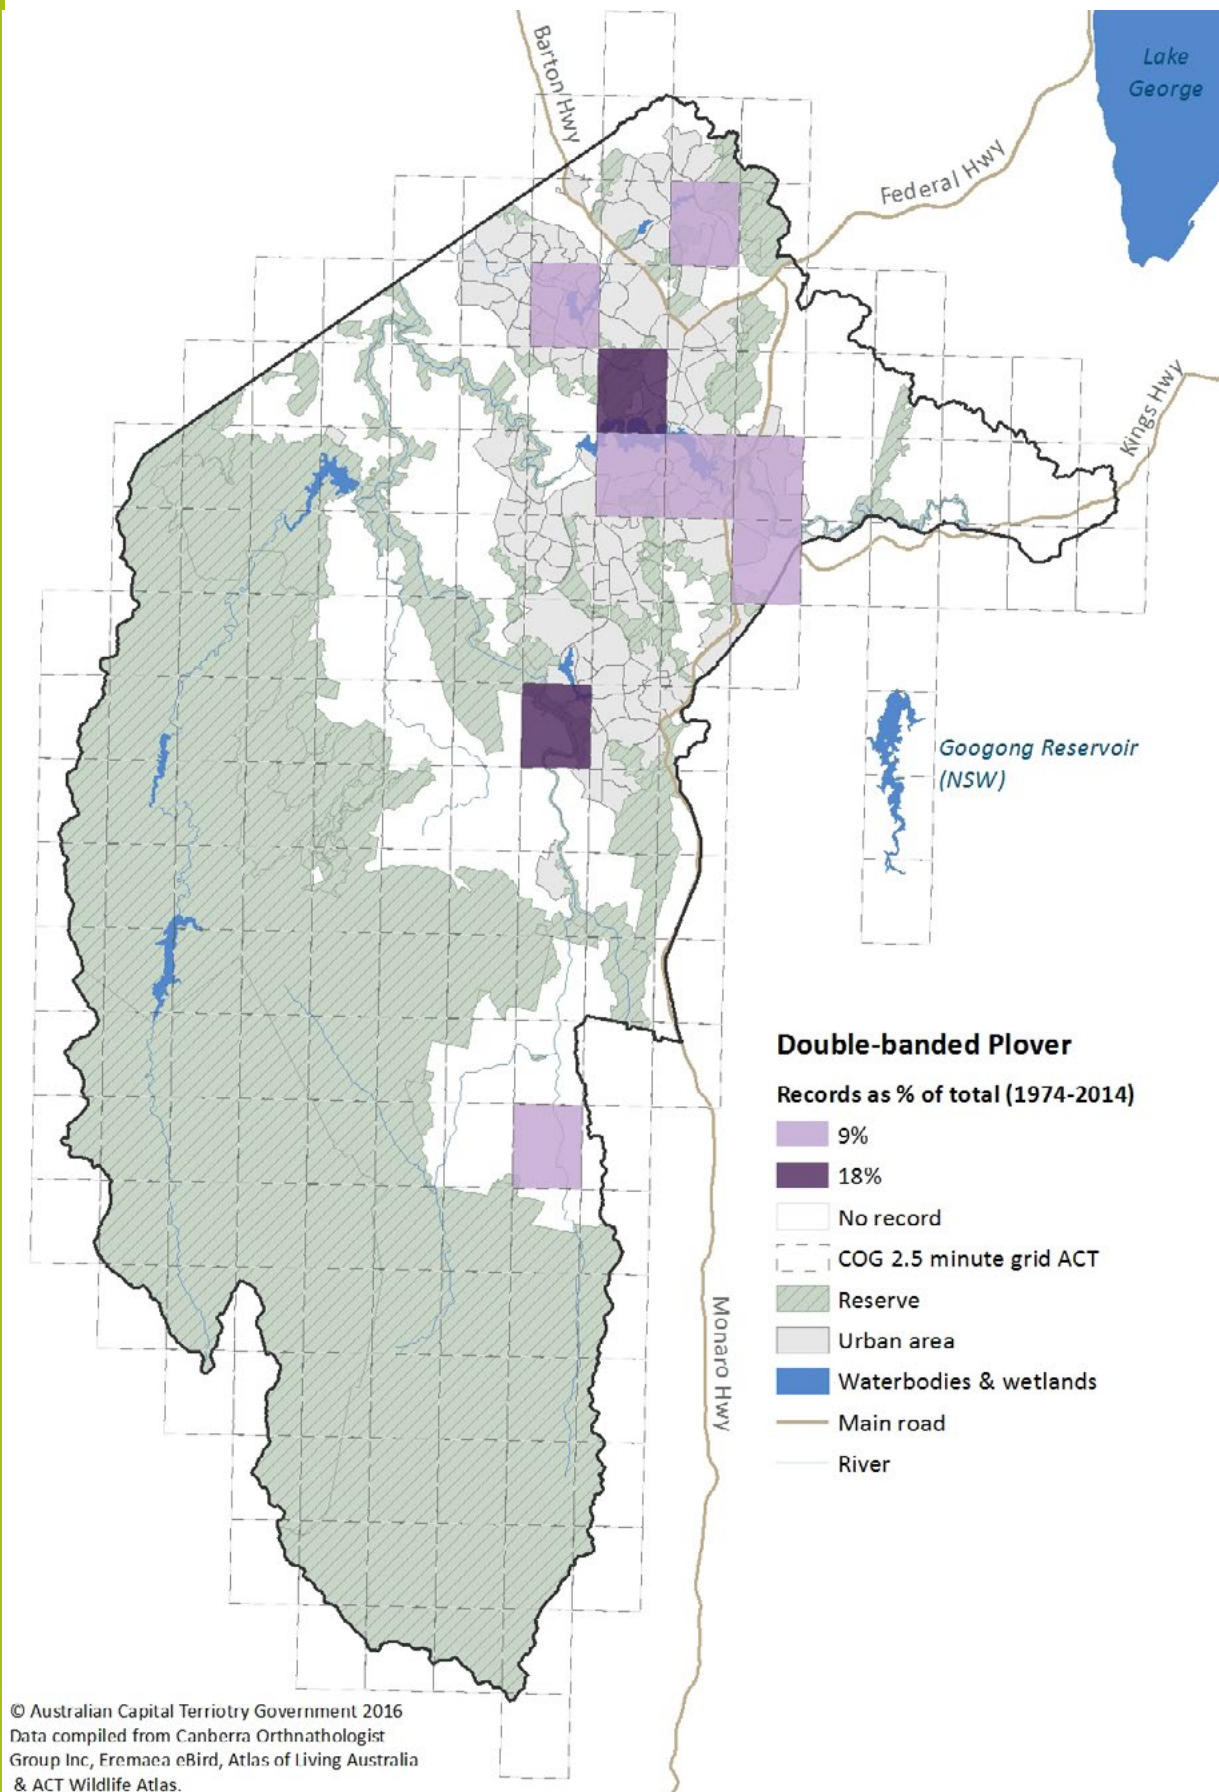 Barton Hwy
Lake
George
Federal Hwy
Kings Hwy
Googong Reservoir
(NSW)
Monaro Hwy
Double-banded Plover
Records as % of total (1974-2014)
9%
18%
No record
COG 2.5 minute grid ACT
Reserve
Urban area
Waterbodies & wetlands
Main road
River
© Australian Capital Terriotry Government 2016
Data compiled from Canberra Orthnathologist
Group Inc, Eremaea eBird, Atlas of Living Australia
& ACT Wildlife Atlas.